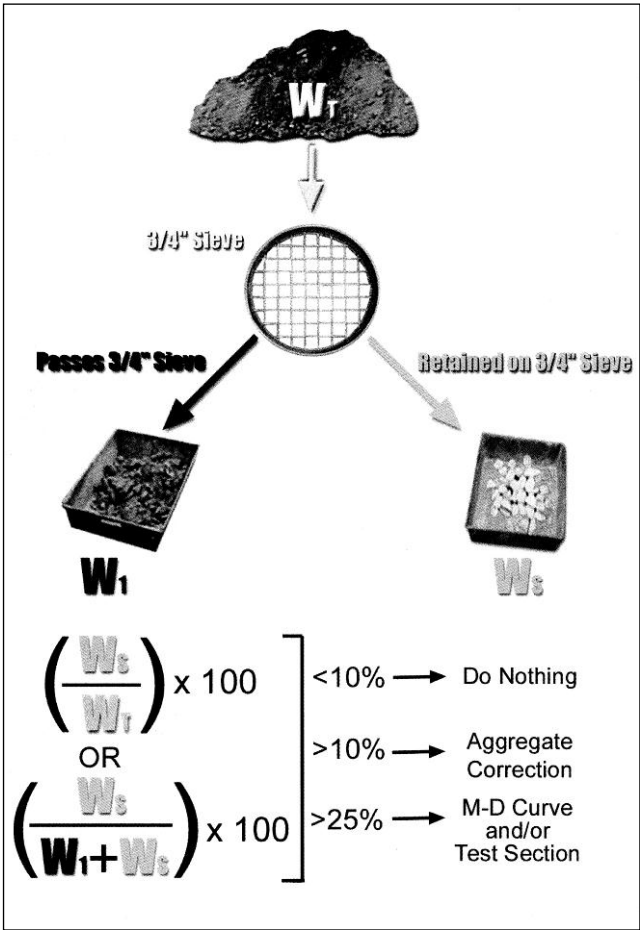 WT
3/4" Sieve
Passes 3/4" Sieve
Retained on 3/4" Sieve
W1
WS
(WS/WT) x 100
OR
(WS/W1+WS) x 100
<10%
Do Nothing
>10%
Aggregate
Correction
>25%
M-D Curve
and/or
Test Section